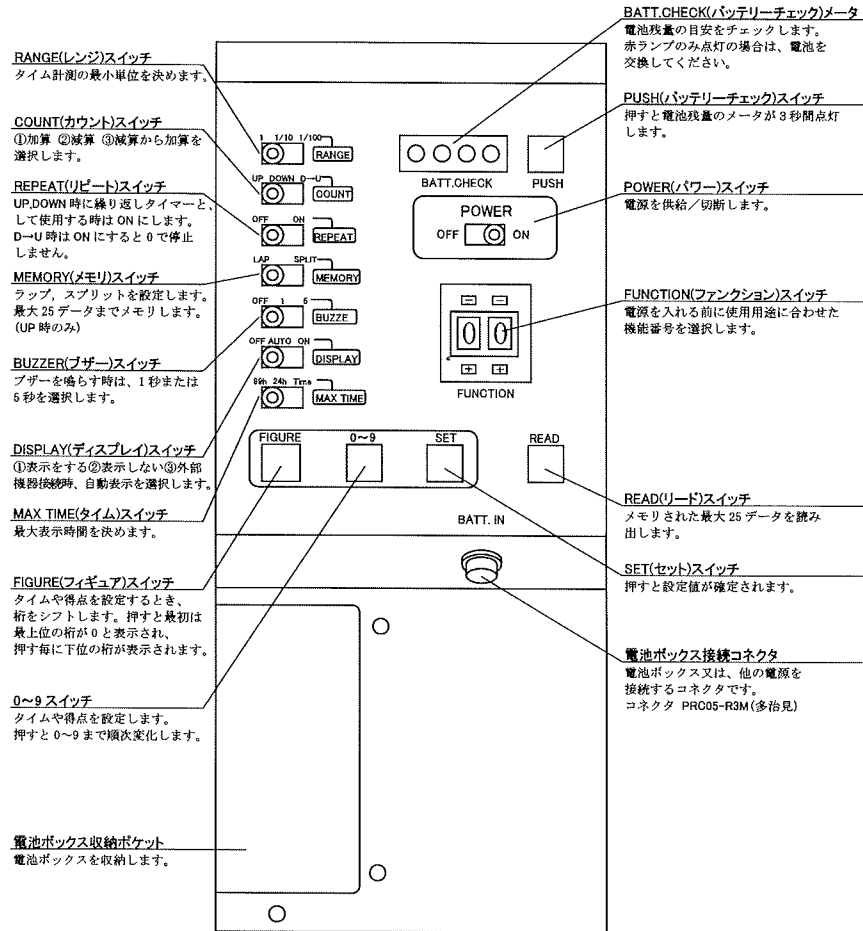 RANGE(レンジ)スイッチ
タイム計測の最小単位を決めます。
COUNT(カウント)スイッチ
①加算 ②減算 ③減算から加算を
選択します。
REPEAT(リピート)スイッチ
UP,DOWN 時に繰り返しタイマーと、
して使用する時は ON にします。
D→U 時は ON にすると 0 で停止
しません。
MEMORY(メモリ)スイッチ
ラップ，スプリットを設定します。
最大 25 データまでメモリします。
(UP 時のみ)
BUZZER(ブザー)スイッチ
ブザーを鳴らす時は、1 秒または
5 秒を選択します。
DISPLAY(ディスプレイ)スイッチ
①表示をする②表示しない③外部
機器接続時、自動表示を選択します。
MAX TIME(タイム)スイッチ
最大表示時間を決めます。
FIGURE(フィギュア)スイッチ
タイムや得点を設定するとき、
桁をシフトします。押すと最初は
最上位の桁が 0 と表示され、
押す毎に下位の桁が表示されます。
0～9 スイッチ
タイムや得点を設定します。
押すと 0～9 まで順次変化します。
電池ボックス収納ポケット
電池ボックスを収納します。
1 1/10 1/100
RANGE
UP DOWN D→U
COUNT
OFF ON
REPEAT
LAP SPLIT
MEMORY
OFF 1 5
BUZZE
OFF AUTO ON
DISPLAY
99h 24h Time
MAX TIME
BATT.CHECK PUSH
POWER
OFF ON
－ －
0 0
＋ ＋
FUNCTION
FIGURE 0～9 SET READ
BATT. IN
BATT.CHECK(バッテリーチェック)メータ
電池残量の目安をチェックします。
赤ランプのみ点灯の場合は、電池を
交換してください。
PUSH(バッテリーチェック)スイッチ
押すと電池残量のメータが 3 秒間点灯
します。
POWER(パワー)スイッチ
電源を供給／切断します。
FUNCTION(ファンクション)スイッチ
電源を入れる前に使用用途に合わせた
機能番号を選択します。
READ(リード)スイッチ
メモリされた最大 25 データを読み
出します。
SET(セット)スイッチ
押すと設定値が確定されます。
電池ボックス接続コネクタ
電池ボックス又は、他の電源を
接続するコネクタです。
コネクタ PRC05-R3M(多治見)